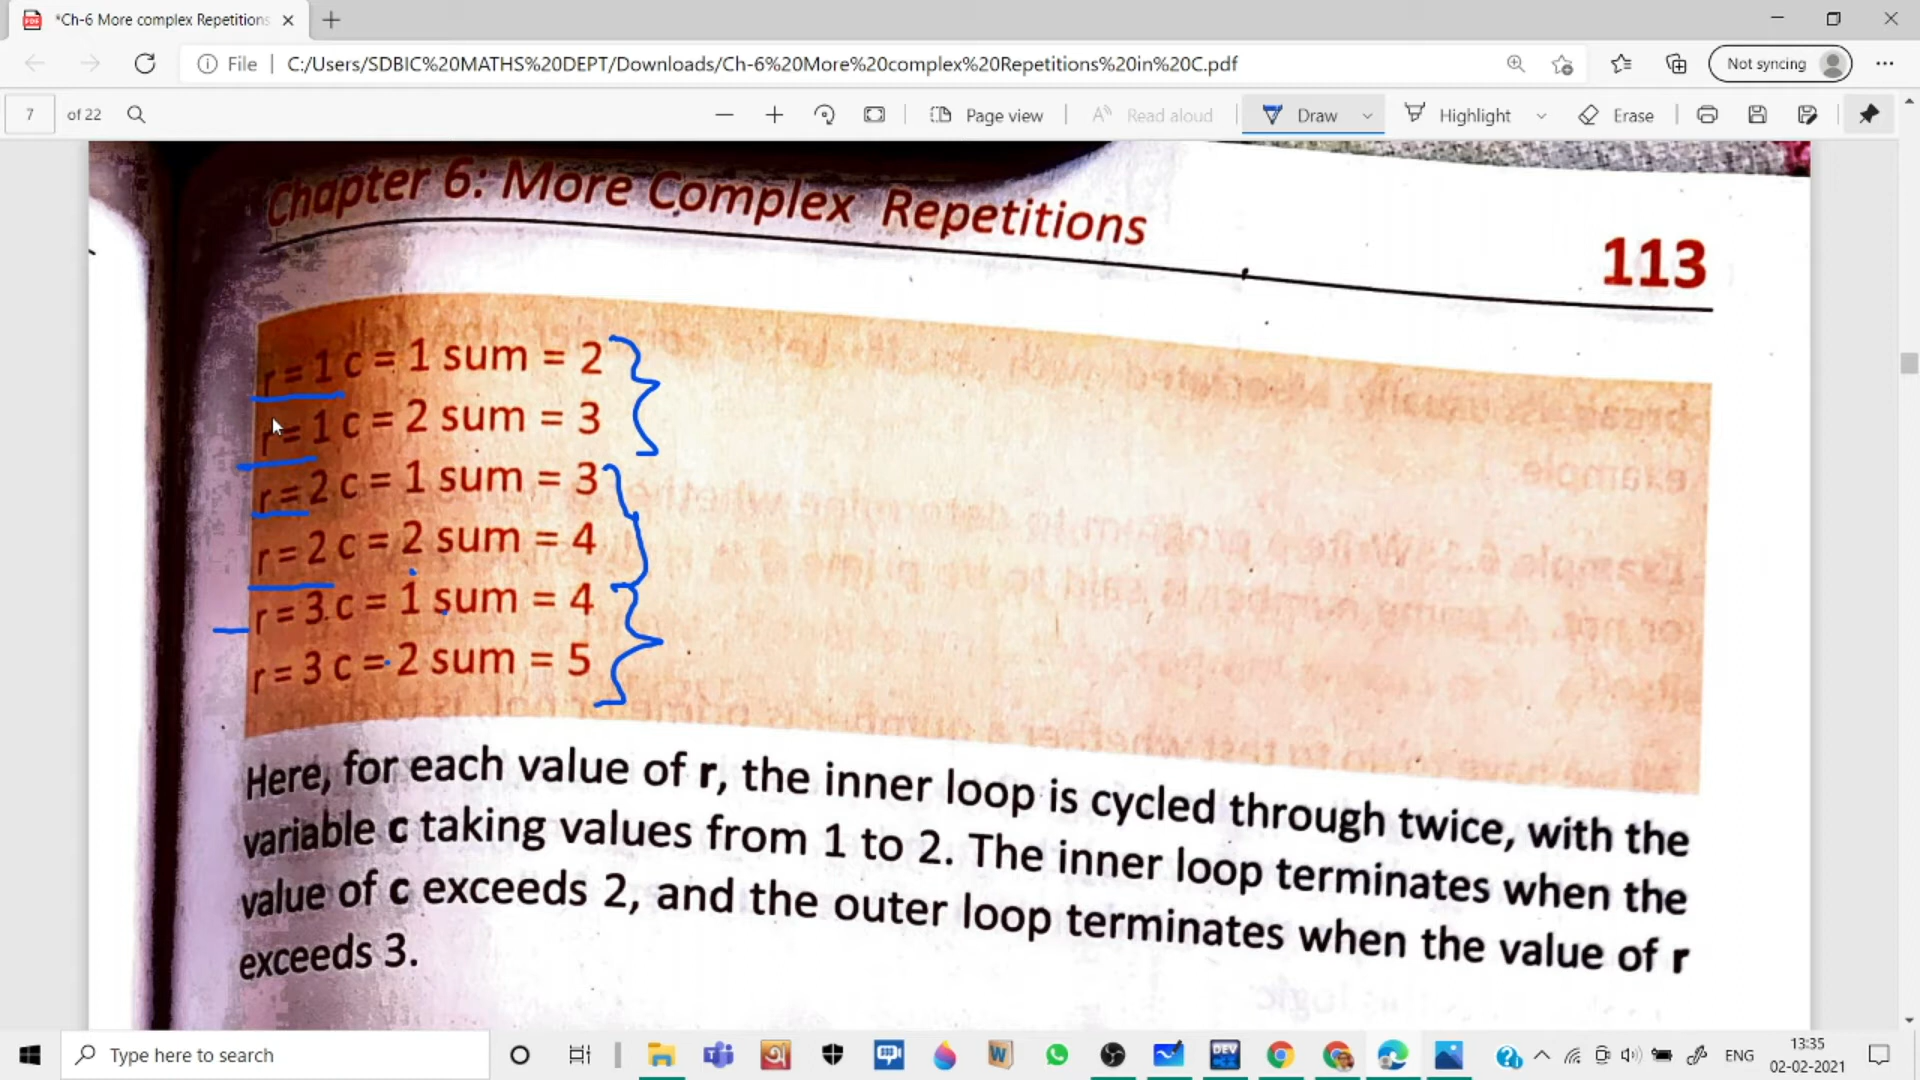 *Ch-6 More complex Repetitions
File
C:/Users/SDBIC%20MATHS%20DEPT/Downloads/Ch-6%20More%20complex%20Repetitions%20in%20C.pdf
Not syncing
7 of 22
Page view
Read aloud
Draw
Highlight
Erase
Chapter 6: More Complex Repetitions
113
r = 1 c = 1 sum = 2
r = 1 c = 2 sum = 3
r = 2 c = 1 sum = 3
r = 2 c = 2 sum = 4
r = 3 c = 1 sum = 4
r = 3 c = 2 sum = 5
Here, for each value of r, the inner loop is cycled through twice, with the
variable c taking values from 1 to 2. The inner loop terminates when the
value of c exceeds 2, and the outer loop terminates when the value of r
exceeds 3.
Type here to search
DEV
ENG
13:35
02-02-2021